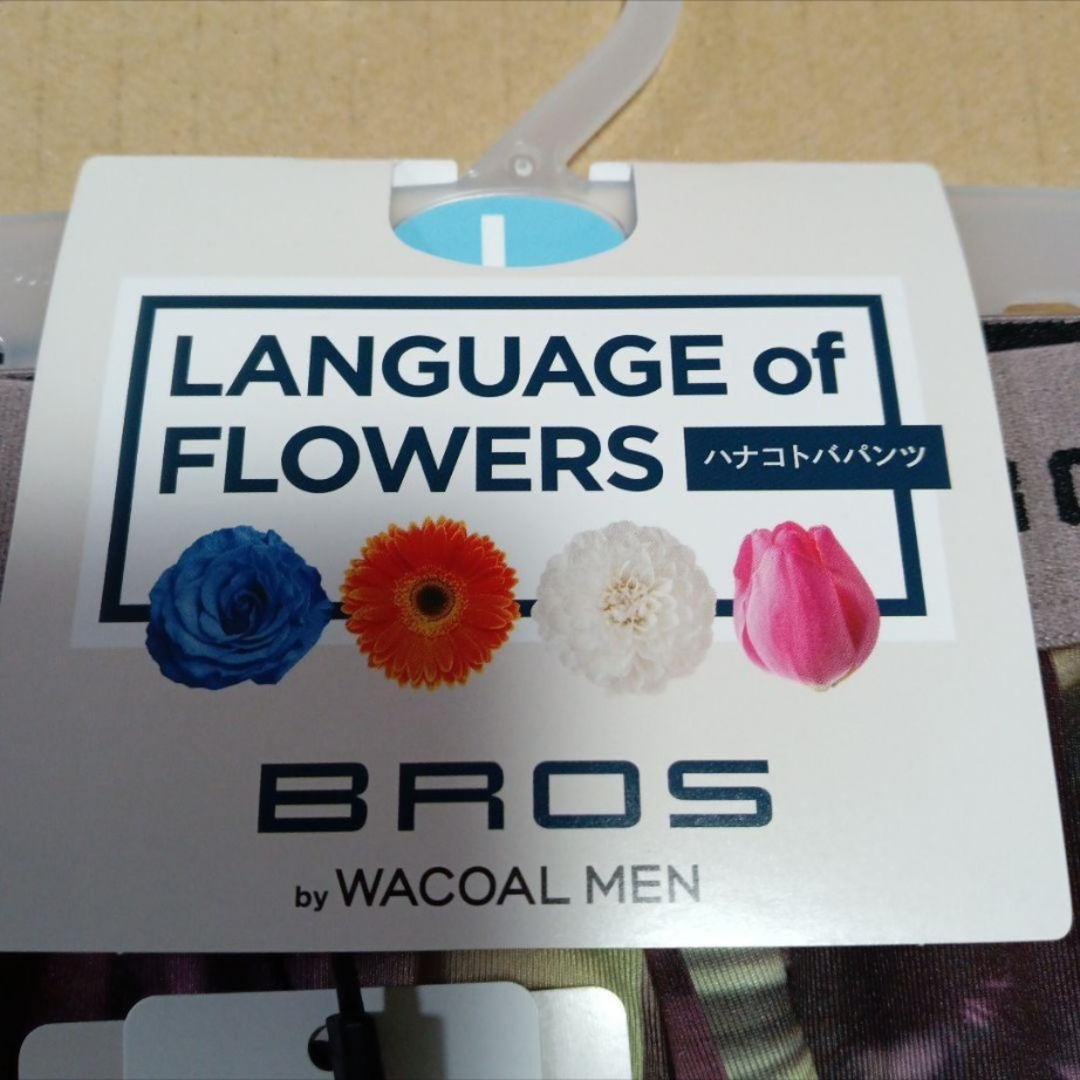 L
LANGUAGE of
FLOWERS ハナコトバパンツ
BROS
by WACOAL MEN